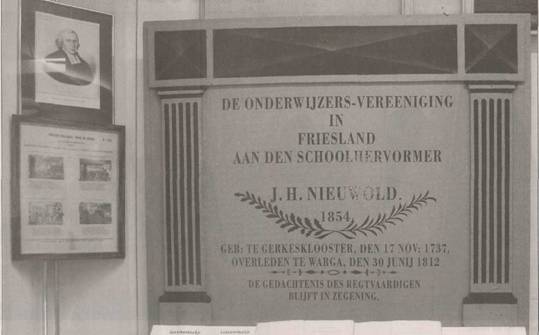 DE ONDERWIJZERS-VEREENIGING
IN
FRIESLAND
AAN DEN SCHOOLHERVORMER
J. H. NIEUWOLD.
1854
GEB: TE GERKESKLOOSTER, DEN 17 NOV: 1737,
OVERLEDEN TE WARGA, DEN 30 JUNIJ 1812
DE GEDACHTENIS DES REGTVAARDIGEN
BLIJFT IN ZEGENING.